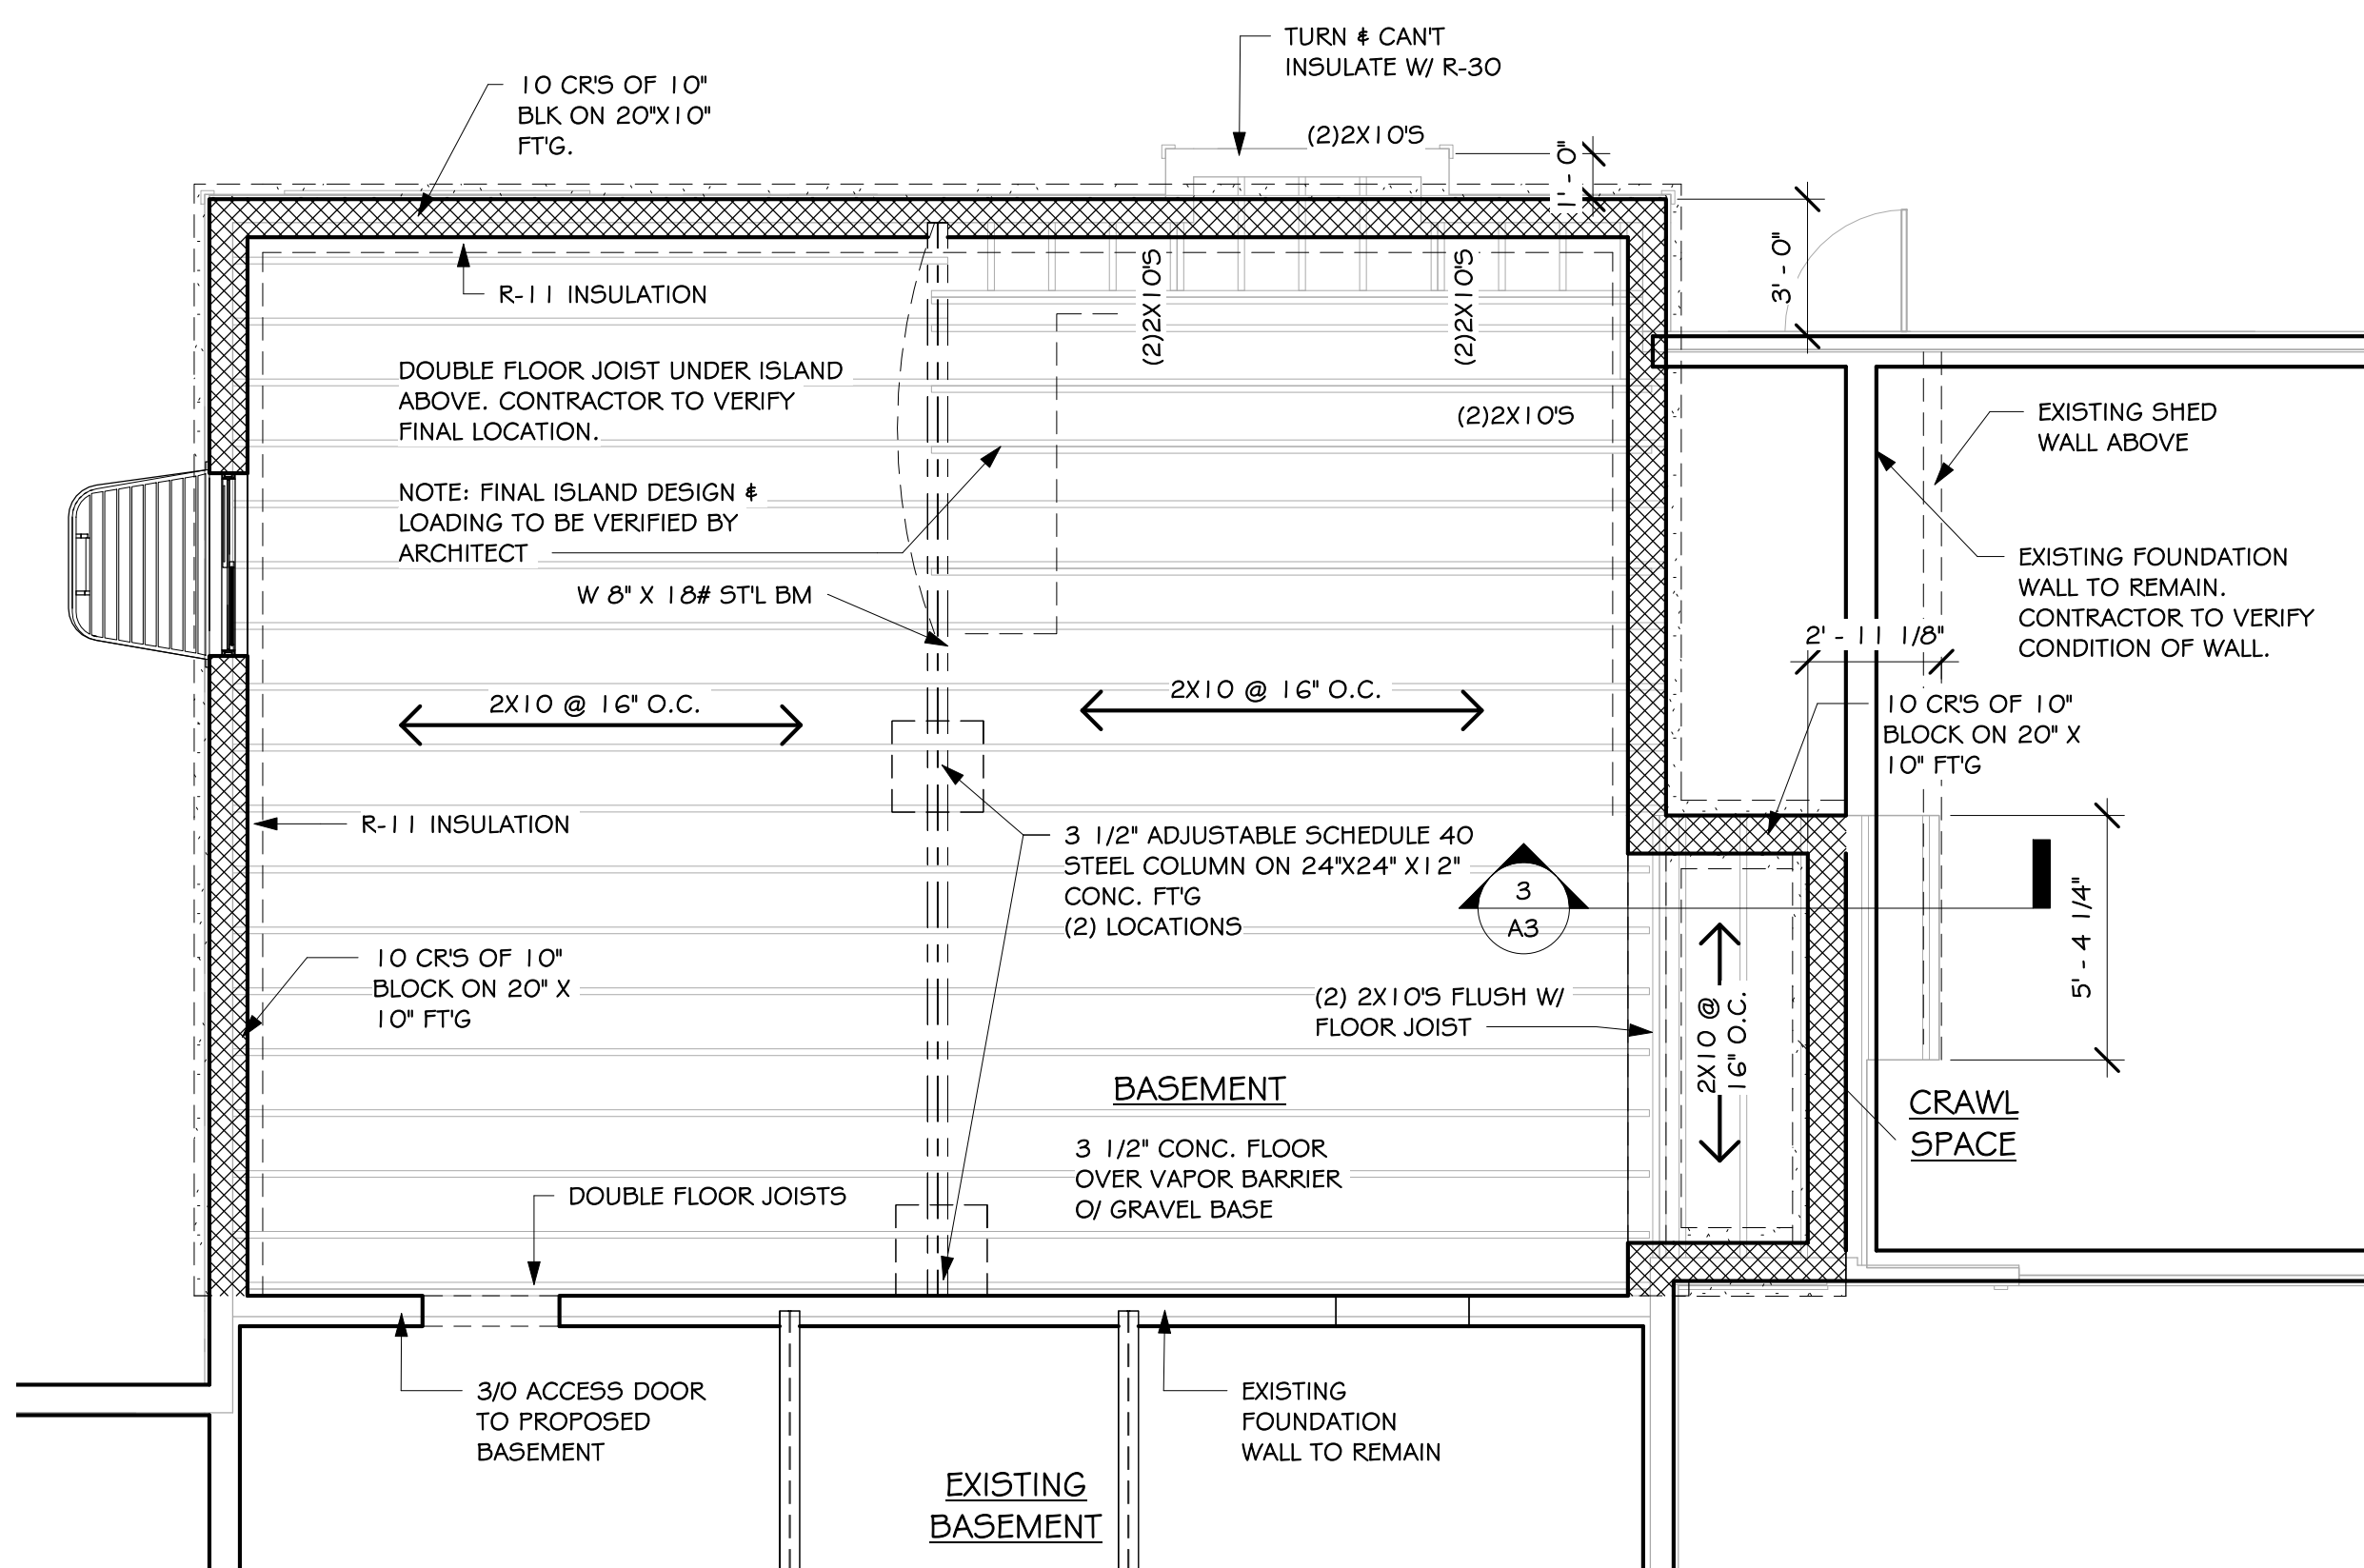 TURN & CAN'T
INSULATE W/ R-30
10 CR'S OF 10"
BLK ON 20"X10"
FT'G.
(2)2X10'S
1' - 0"
3' - 0"
R-11 INSULATION
(2)2X10'S
(2)2X10'S
DOUBLE FLOOR JOIST UNDER ISLAND
ABOVE. CONTRACTOR TO VERIFY
FINAL LOCATION.
(2)2X10'S
EXISTING SHED
WALL ABOVE
NOTE: FINAL ISLAND DESIGN &
LOADING TO BE VERIFIED BY
ARCHITECT
W 8" X 18# ST'L BM
EXISTING FOUNDATION
WALL TO REMAIN.
CONTRACTOR TO VERIFY
CONDITION OF WALL.
2' - 11 1/8"
2X10 @ 16" O.C.
2X10 @ 16" O.C.
10 CR'S OF 10"
BLOCK ON 20" X
10" FT'G
R-11 INSULATION
3 1/2" ADJUSTABLE SCHEDULE 40
STEEL COLUMN ON 24"X24" X12"
CONC. FT'G
(2) LOCATIONS
3
A3
5' - 4 1/4"
10 CR'S OF 10"
BLOCK ON 20" X
10" FT'G
(2) 2X10'S FLUSH W/
FLOOR JOIST
2X10 @
16" O.C.
BASEMENT
CRAWL
SPACE
3 1/2" CONC. FLOOR
OVER VAPOR BARRIER
O/ GRAVEL BASE
DOUBLE FLOOR JOISTS
3/0 ACCESS DOOR
TO PROPOSED
BASEMENT
EXISTING
FOUNDATION
WALL TO REMAIN
EXISTING
BASEMENT